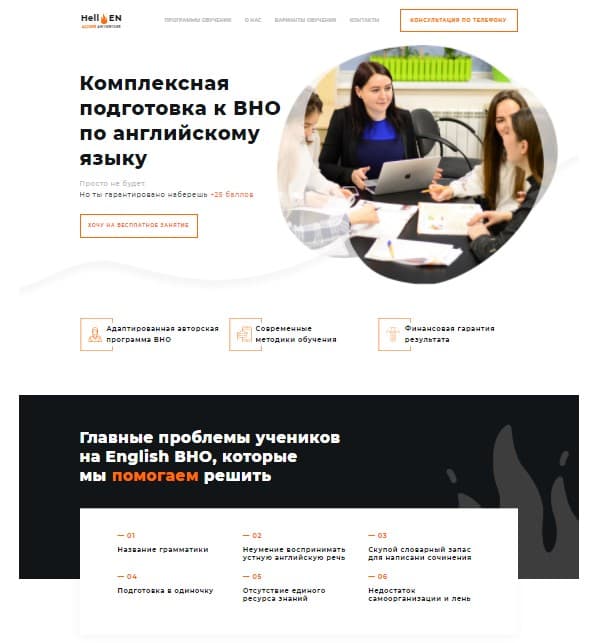 Hell EN
АДСКИЙ АНГЛИЙСКИЙ
ПРОГРАММЫ ОБУЧЕНИЯ О НАС ВАРИАНТЫ ОБУЧЕНИЯ КОНТАКТЫ
КОНСУЛЬТАЦИЯ ПО ТЕЛЕФОНУ
Комплексная
подготовка к ВНО
по английскому
языку
Просто не будет.
Но ты гарантировано наберешь +25 баллов
ХОЧУ НА БЕСПЛАТНОЕ ЗАНЯТИЕ
Адаптированная авторская
программа ВНО
Современные
методики обучения
Финансовая гарантия
результата
Главные проблемы учеников
на English ВНО, которые
мы помогаем решить
— 01
Название грамматики
— 02
Неумение воспринимать
устную английскую речь
— 03
Скупой словарный запас
для написани сочинения
— 04
Подготовка в одиночку
— 05
Отсутствие единого
ресурса знаний
— 06
Недостаток
самоорганизации и лень